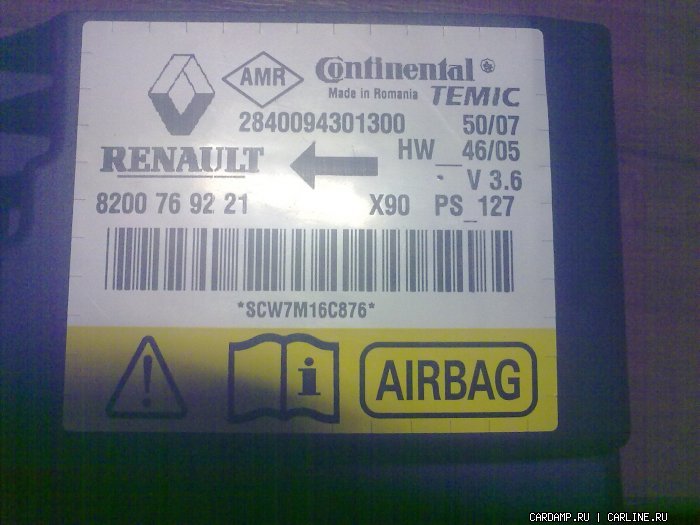 AMR Continental
Made in Romania TEMIC
2840094301300 50/07
RENAULT HW__46/05
V 3.6
8200 76 92 21 X90 PS_127
*SCW7M16C876*
AIRBAG
CARDAMP.RU | CARLINE.RU